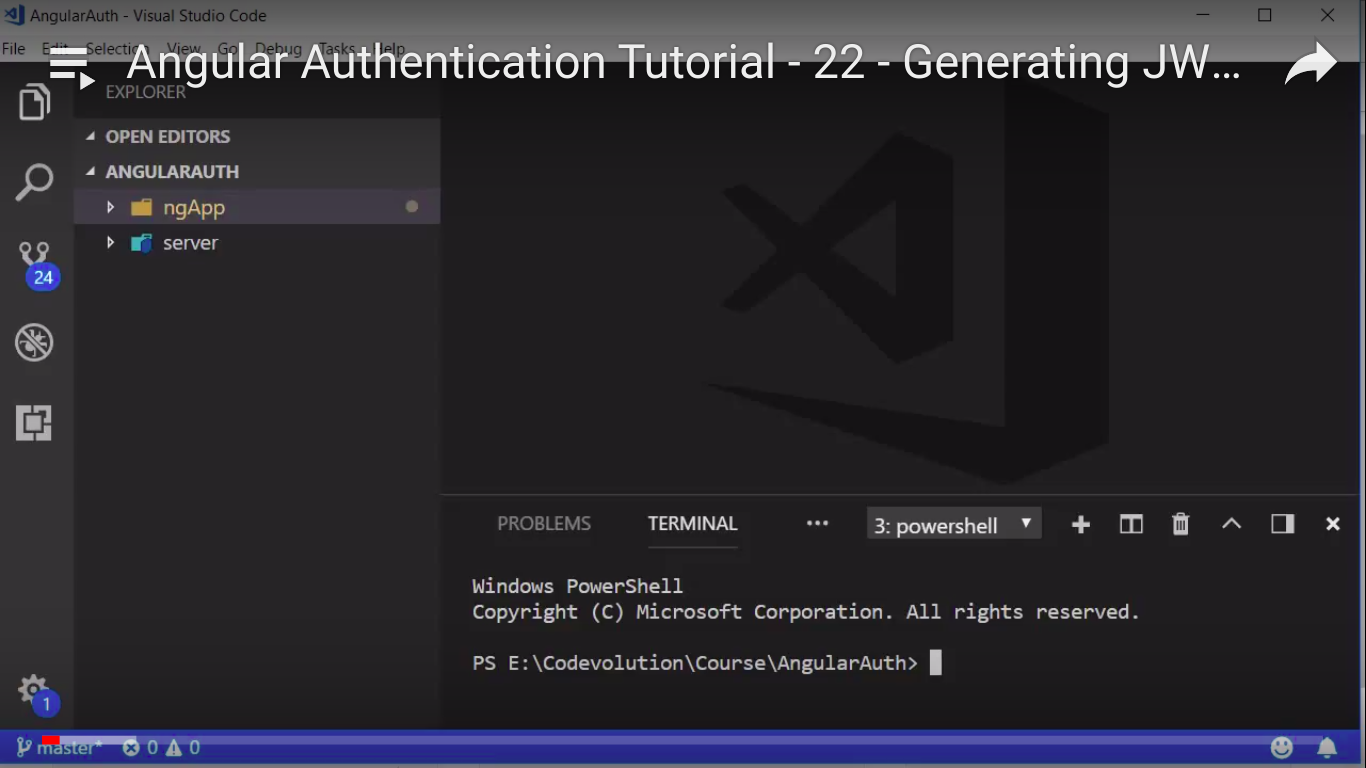 AngularAuth - Visual Studio Code
File Edit Selection View Go Debug Tasks Help
Angular Authentication Tutorial - 22 - Generating JW...
EXPLORER
OPEN EDITORS
ANGULARAUTH
ngApp
server
24
1
PROBLEMS TERMINAL ... 3: powershell
Windows PowerShell
Copyright (C) Microsoft Corporation. All rights reserved.
PS E:\Codevolution\Course\AngularAuth>
master* 0 0